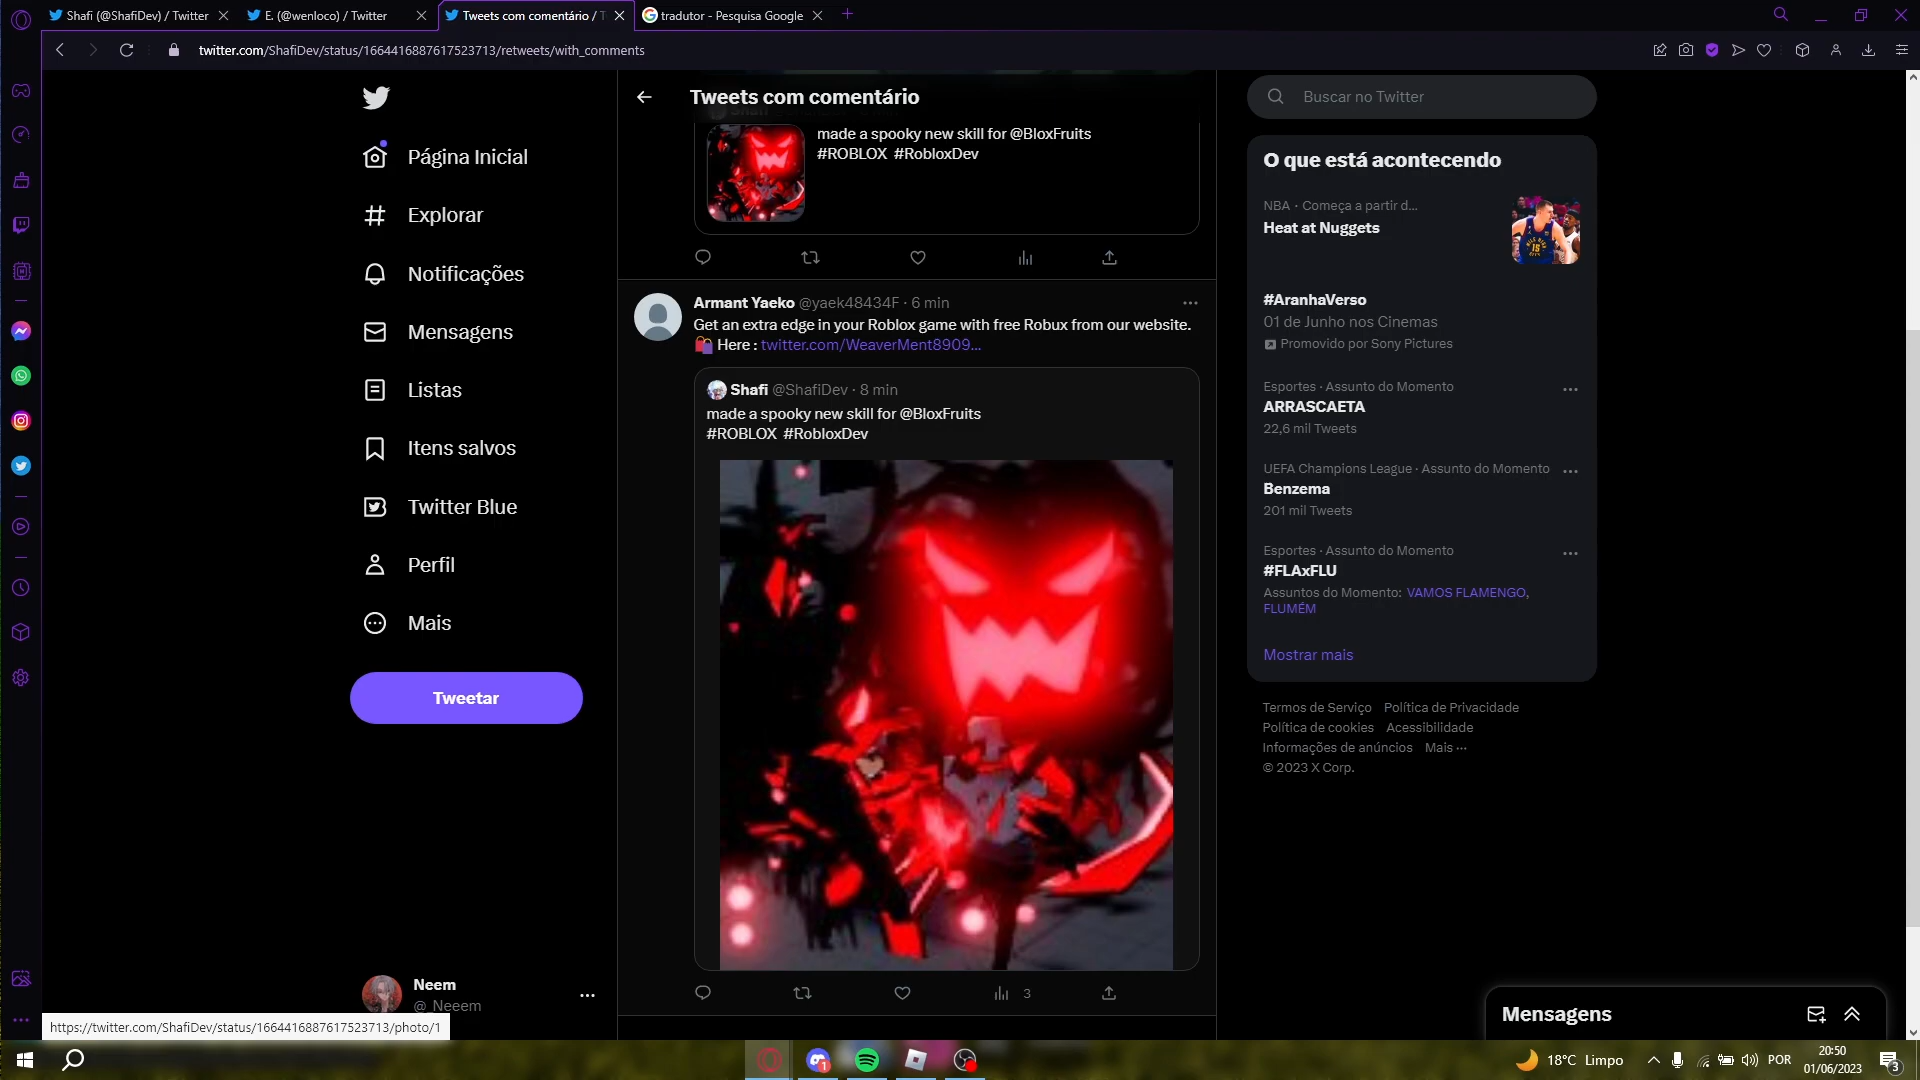 Shafi (@ShafiDev) / Twitter
E. (@wenloco) / Twitter
Tweets com comentário / T
tradutor - Pesquisa Google
twitter.com/ShafiDev/status/1664416887617523713/retweets/with_comments
Página Inicial
Explorar
Notificações
Mensagens
Listas
Itens salvos
Twitter Blue
Perfil
Mais
Tweetar
Neem
@_Neeem
https://twitter.com/ShafiDev/status/1664416887617523713/photo/1
Tweets com comentário
made a spooky new skill for @BloxFruits
#ROBLOX #RobloxDev
Armant Yaeko @yaek48434F · 6 min
Get an extra edge in your Roblox game with free Robux from our website.
Here : twitter.com/WeaverMent8909...
Shafi @ShafiDev · 8 min
made a spooky new skill for @BloxFruits
#ROBLOX #RobloxDev
3
Buscar no Twitter
O que está acontecendo
NBA · Começa a partir d...
Heat at Nuggets
#AranhaVerso
01 de Junho nos Cinemas
Promovido por Sony Pictures
Esportes · Assunto do Momento
ARRASCAETA
22,6 mil Tweets
UEFA Champions League · Assunto do Momento
Benzema
201 mil Tweets
Esportes · Assunto do Momento
#FLAxFLU
Assuntos do Momento: VAMOS FLAMENGO,
FLUMÉM
Mostrar mais
Termos de Serviço Política de Privacidade
Política de cookies Acessibilidade
Informações de anúncios Mais ···
© 2023 X Corp.
Mensagens
18°C Limpo
POR
20:50
01/06/2023
3